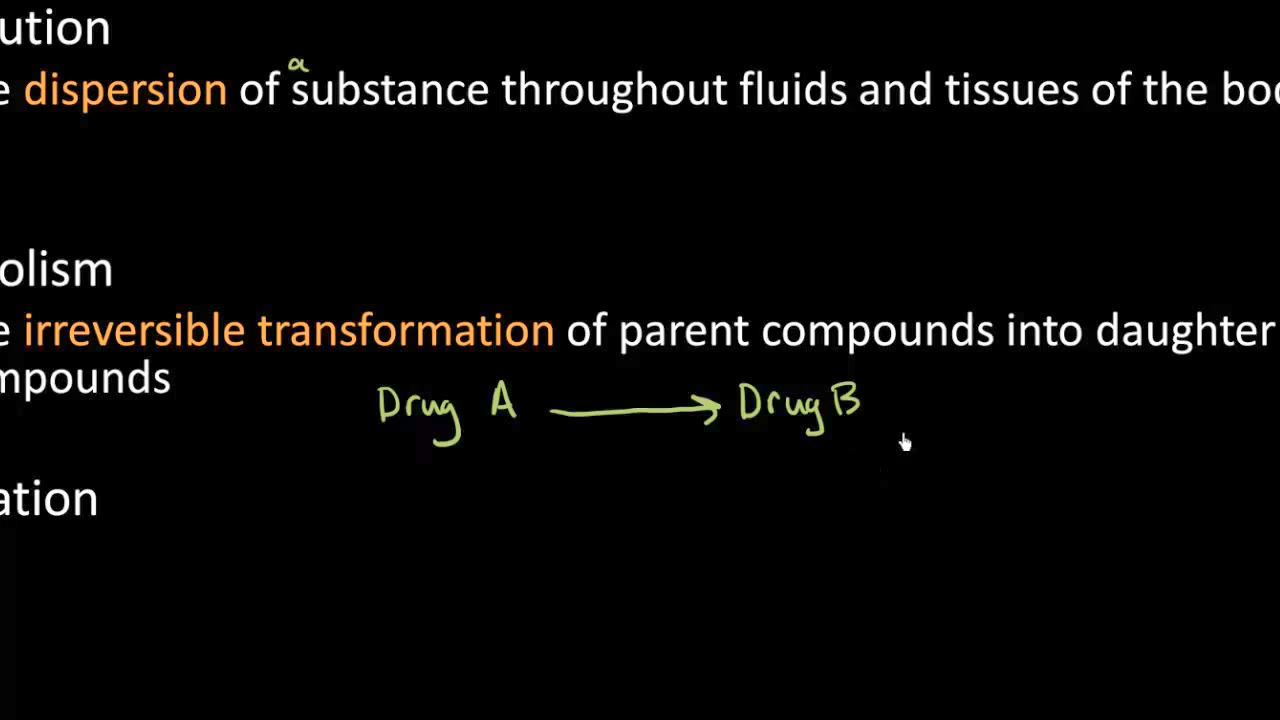 ution
a
e dispersion of substance throughout fluids and tissues of the bod
olism
e irreversible transformation of parent compounds into daughter
mpounds
Drug A → Drug B
ation